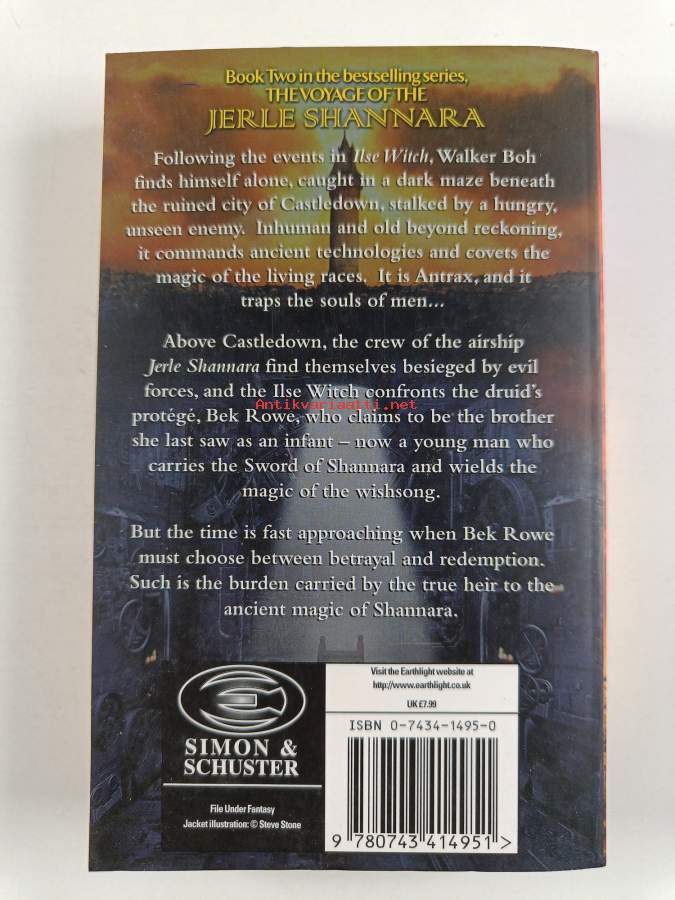 Book Two in the bestselling series,
THE VOYAGE OF THE
JERLE SHANNARA
Following the events in Ilse Witch, Walker Boh
finds himself alone, caught in a dark maze beneath
the ruined city of Castledown, stalked by a hungry,
unseen enemy. Inhuman and old beyond reckoning,
it commands ancient technologies and covets the
magic of the living races. It is Antrax, and it
traps the souls of men...
Above Castledown, the crew of the airship
Jerle Shannara find themselves besieged by evil
forces, and the Ilse Witch confronts the druid's
Antikvariaatti.net
protégé, Bek Rowe, who claims to be the brother
she last saw as an infant – now a young man who
carries the Sword of Shannara and wields the
magic of the wishsong.
But the time is fast approaching when Bek Rowe
must choose between betrayal and redemption.
Such is the burden carried by the true heir to the
ancient magic of Shannara.
SIMON &
SCHUSTER
File Under Fantasy
Jacket illustration: © Steve Stone
Visit the Earthlight website at
http://www.earthlight.co.uk
UK £7.99
ISBN 0-7434-1495-0
9 780743 414951 >